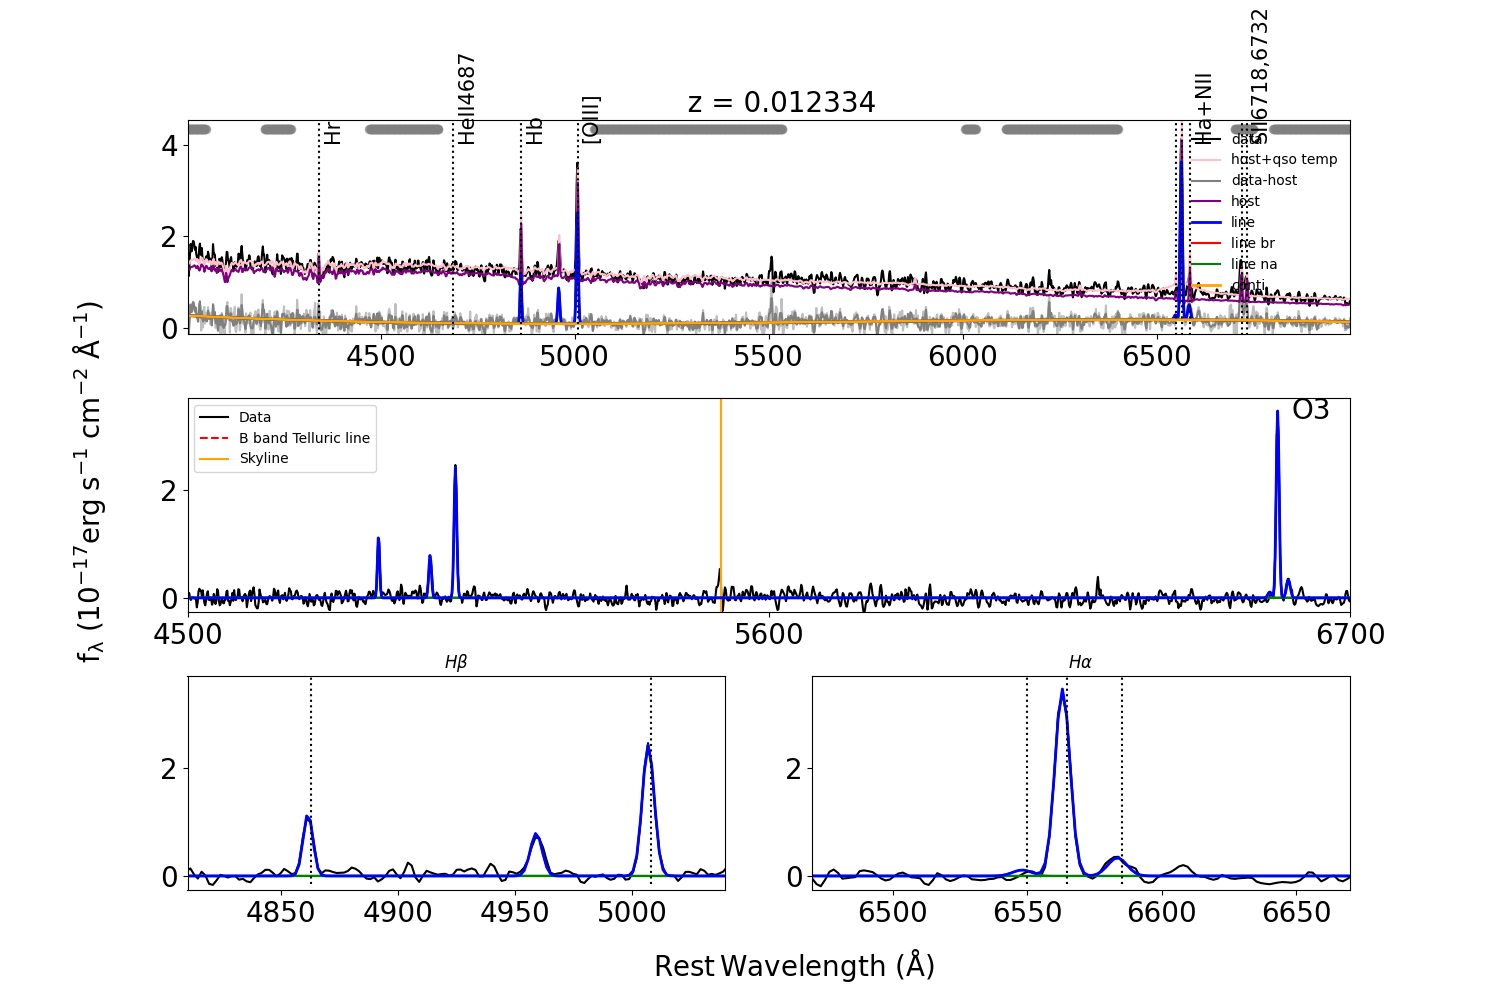 z = 0.012334
Hr
HeII4687
Hb
[OIII]
Ha+NII
SII6718,6732
data
host+qso temp
data-host
host
line
line br
line na
conti
4
2
0
4500 5000 5500 6000 6500
Data
B band Telluric line
Skyline
O3
2
0
4500 5600 6700
fλ (10⁻¹⁷erg s⁻¹ cm⁻² Å⁻¹)
Hβ
2
0
4850 4900 4950 5000
Hα
2
0
6500 6550 6600 6650
Rest Wavelength (Å)